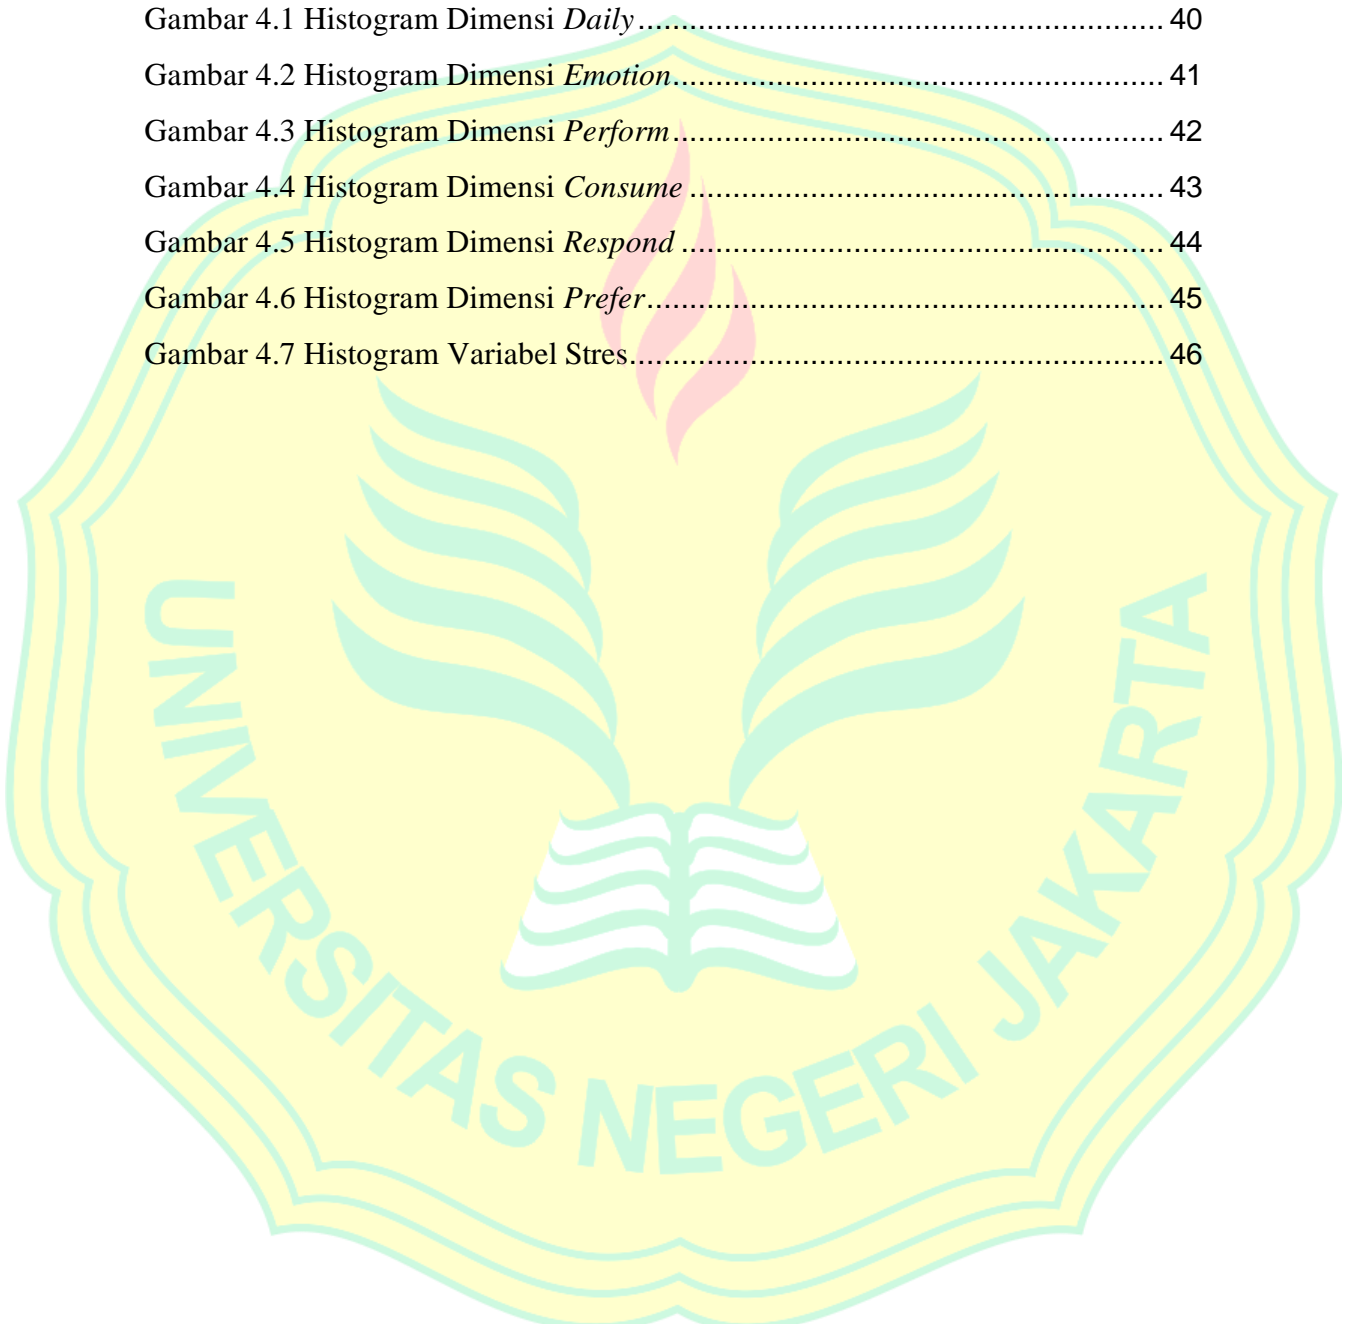 Gambar 4.1 Histogram Dimensi Daily................................................................. 40
Gambar 4.2 Histogram Dimensi Emotion............................................................. 41
Gambar 4.3 Histogram Dimensi Perform ............................................................ 42
Gambar 4.4 Histogram Dimensi Consume ........................................................... 43
Gambar 4.5 Histogram Dimensi Respond ............................................................ 44
Gambar 4.6 Histogram Dimensi Prefer................................................................ 45
Gambar 4.7 Histogram Variabel Stres.................................................................. 46
UNIVERSITAS NEGERI JAKARTA